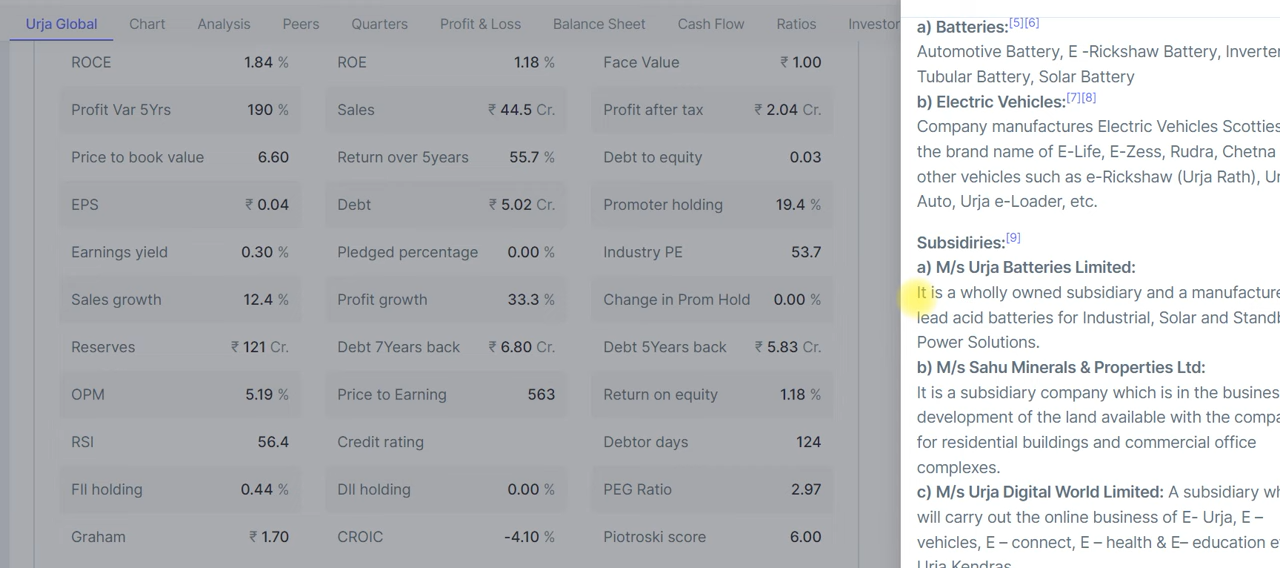 Urja Global Chart Analysis Peers Quarters Profit & Loss Balance Sheet Cash Flow Ratios Investor
ROCE 1.84 % ROE 1.18 % Face Value ₹ 1.00
Profit Var 5Yrs 190 % Sales ₹ 44.5 Cr. Profit after tax ₹ 2.04 Cr.
Price to book value 6.60 Return over 5years 55.7 % Debt to equity 0.03
EPS ₹ 0.04 Debt ₹ 5.02 Cr. Promoter holding 19.4 %
Earnings yield 0.30 % Pledged percentage 0.00 % Industry PE 53.7
Sales growth 12.4 % Profit growth 33.3 % Change in Prom Hold 0.00 %
Reserves ₹ 121 Cr. Debt 7Years back ₹ 6.80 Cr. Debt 5Years back ₹ 5.83 Cr.
OPM 5.19 % Price to Earning 563 Return on equity 1.18 %
RSI 56.4 Credit rating Debtor days 124
FII holding 0.44 % DII holding 0.00 % PEG Ratio 2.97
Graham ₹ 1.70 CROIC -4.10 % Piotroski score 6.00
a) Batteries:[5][6]
Automotive Battery, E -Rickshaw Battery, Inverter
Tubular Battery, Solar Battery
b) Electric Vehicles:[7][8]
Company manufactures Electric Vehicles Scotties
the brand name of E-Life, E-Zess, Rudra, Chetna
other vehicles such as e-Rickshaw (Urja Rath), Ur
Auto, Urja e-Loader, etc.
Subsidiries:[9]
a) M/s Urja Batteries Limited:
It is a wholly owned subsidiary and a manufacture
lead acid batteries for Industrial, Solar and Standb
Power Solutions.
b) M/s Sahu Minerals & Properties Ltd:
It is a subsidiary company which is in the busines
development of the land available with the compa
for residential buildings and commercial office
complexes.
c) M/s Urja Digital World Limited: A subsidiary wh
will carry out the online business of E- Urja, E –
vehicles, E – connect, E – health & E– education e
Urja Kendras